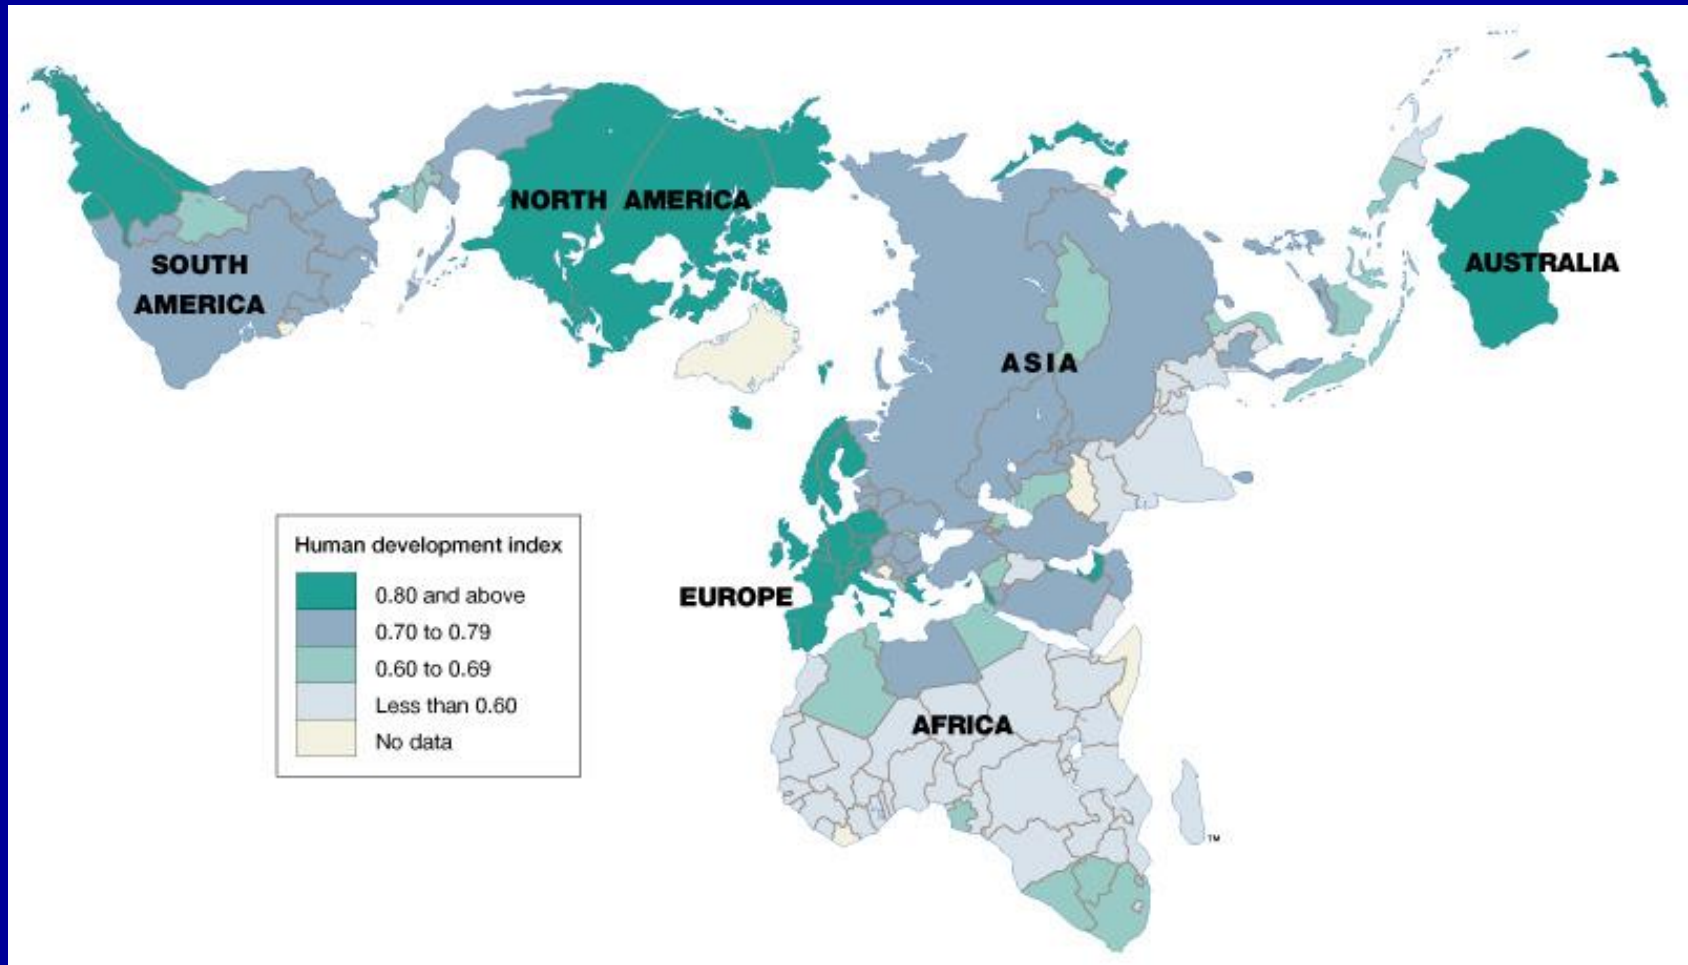 NORTH AMERICA
SOUTH
AMERICA
AUSTRALIA
ASIA
Human development index
0.80 and above
0.70 to 0.79
0.60 to 0.69
Less than 0.60
No data
EUROPE
AFRICA
TM